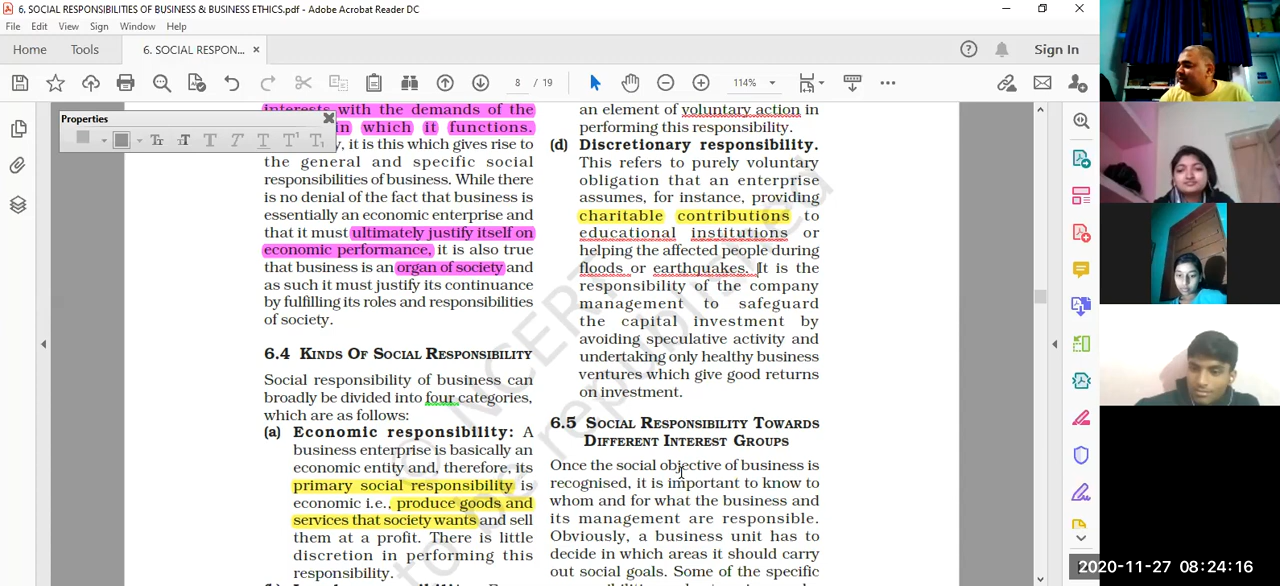 6. SOCIAL RESPONSIBILITIES OF BUSINESS & BUSINESS ETHICS.pdf - Adobe Acrobat Reader DC
File Edit View Sign Window Help
Home Tools 6. SOCIAL RESPON... × Sign In
8 / 19 114%
Properties
interests with the demands of the
in which it functions.
, it is this which gives rise to
the general and specific social
responsibilities of business. While there
is no denial of the fact that business is
essentially an economic enterprise and
that it must ultimately justify itself on
economic performance, it is also true
that business is an organ of society and
as such it must justify its continuance
by fulfilling its roles and responsibilities
of society.
6.4 KINDS OF SOCIAL RESPONSIBILITY
Social responsibility of business can
broadly be divided into four categories,
which are as follows:
(a) Economic responsibility: A
business enterprise is basically an
economic entity and, therefore, its
primary social responsibility is
economic i.e., produce goods and
services that society wants and sell
them at a profit. There is little
discretion in performing this
responsibility.
an element of voluntary action in
performing this responsibility.
(d) Discretionary responsibility.
This refers to purely voluntary
obligation that an enterprise
assumes, for instance, providing
charitable contributions to
educational institutions or
helping the affected people during
floods or earthquakes. It is the
responsibility of the company
management to safeguard
the capital investment by
avoiding speculative activity and
undertaking only healthy business
ventures which give good returns
on investment.
6.5 SOCIAL RESPONSIBILITY TOWARDS
DIFFERENT INTEREST GROUPS
Once the social objective of business is
recognised, it is important to know to
whom and for what the business and
its management are responsible.
Obviously, a business unit has to
decide in which areas it should carry
out social goals. Some of the specific
© NCERT
to be republished
2020-11-27 08:24:16